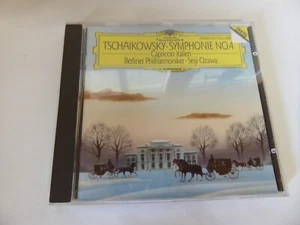 TSCHAIKOWSKY·SYMPHONIE NO.4
Capriccio italien
Berliner Philharmoniker · Seiji Ozawa